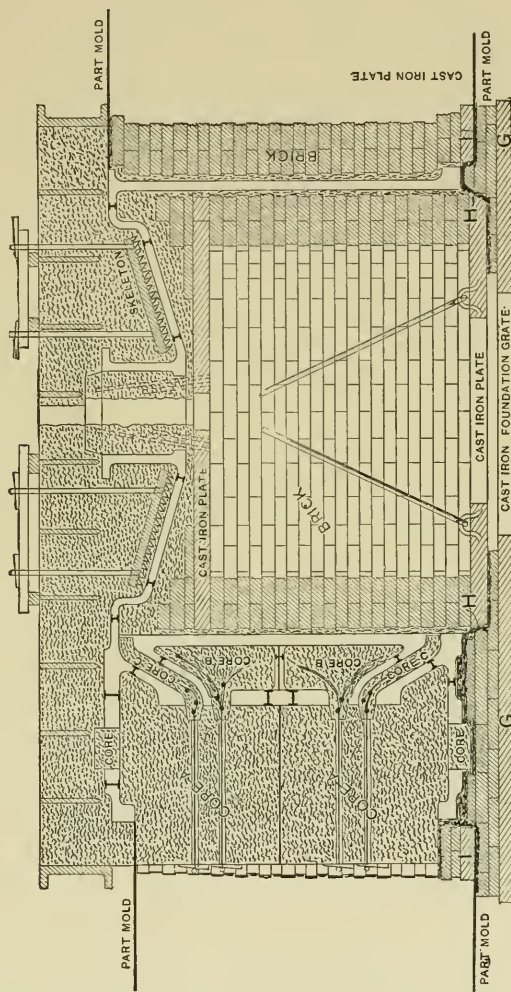 PART MOLD
PART MOLD
SKELETON
CAST IRON PLATE
BRICK
CORE
CORE C
CORE B
CORE B
CORE C
CORE A
CORE A
CORE
CAST IRON PLATE
BRICK
H
H
I
CAST IRON PLATE
PART MOLD
PART MOLD
G
CAST IRON FOUNDATION GRATE
G